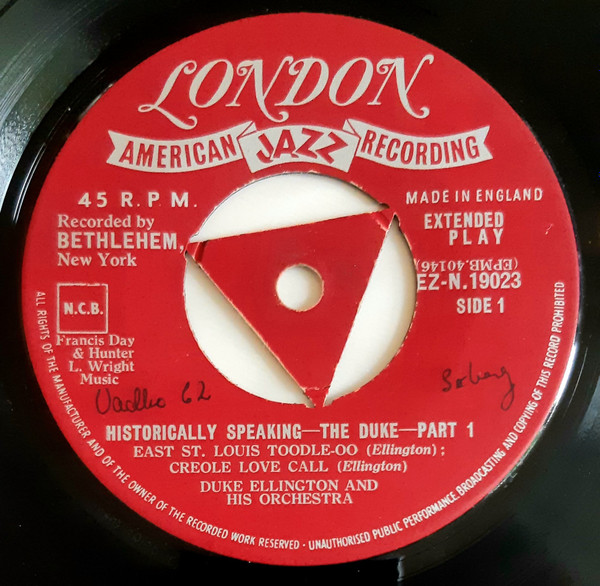 LONDON
AMERICAN JAZZ RECORDING
45 R.P.M.
MADE IN ENGLAND
Recorded by
BETHLEHEM,
New York
EXTENDED
PLAY
(EPMB.40146)
EZ-N.19023
SIDE 1
N.C.B.
Francis Day
& Hunter
L. Wright
Music
62
HISTORICALLY SPEAKING—THE DUKE—PART 1
EAST ST. LOUIS TOODLE-OO (Ellington) ;
CREOLE LOVE CALL (Ellington)
DUKE ELLINGTON AND
HIS ORCHESTRA
ALL RIGHTS OF THE MANUFACTURER AND OF THE OWNER OF THE RECORDED WORK RESERVED · UNAUTHORISED PUBLIC PERFORMANCE, BROADCASTING AND COPYING OF THIS RECORD PROHIBITED